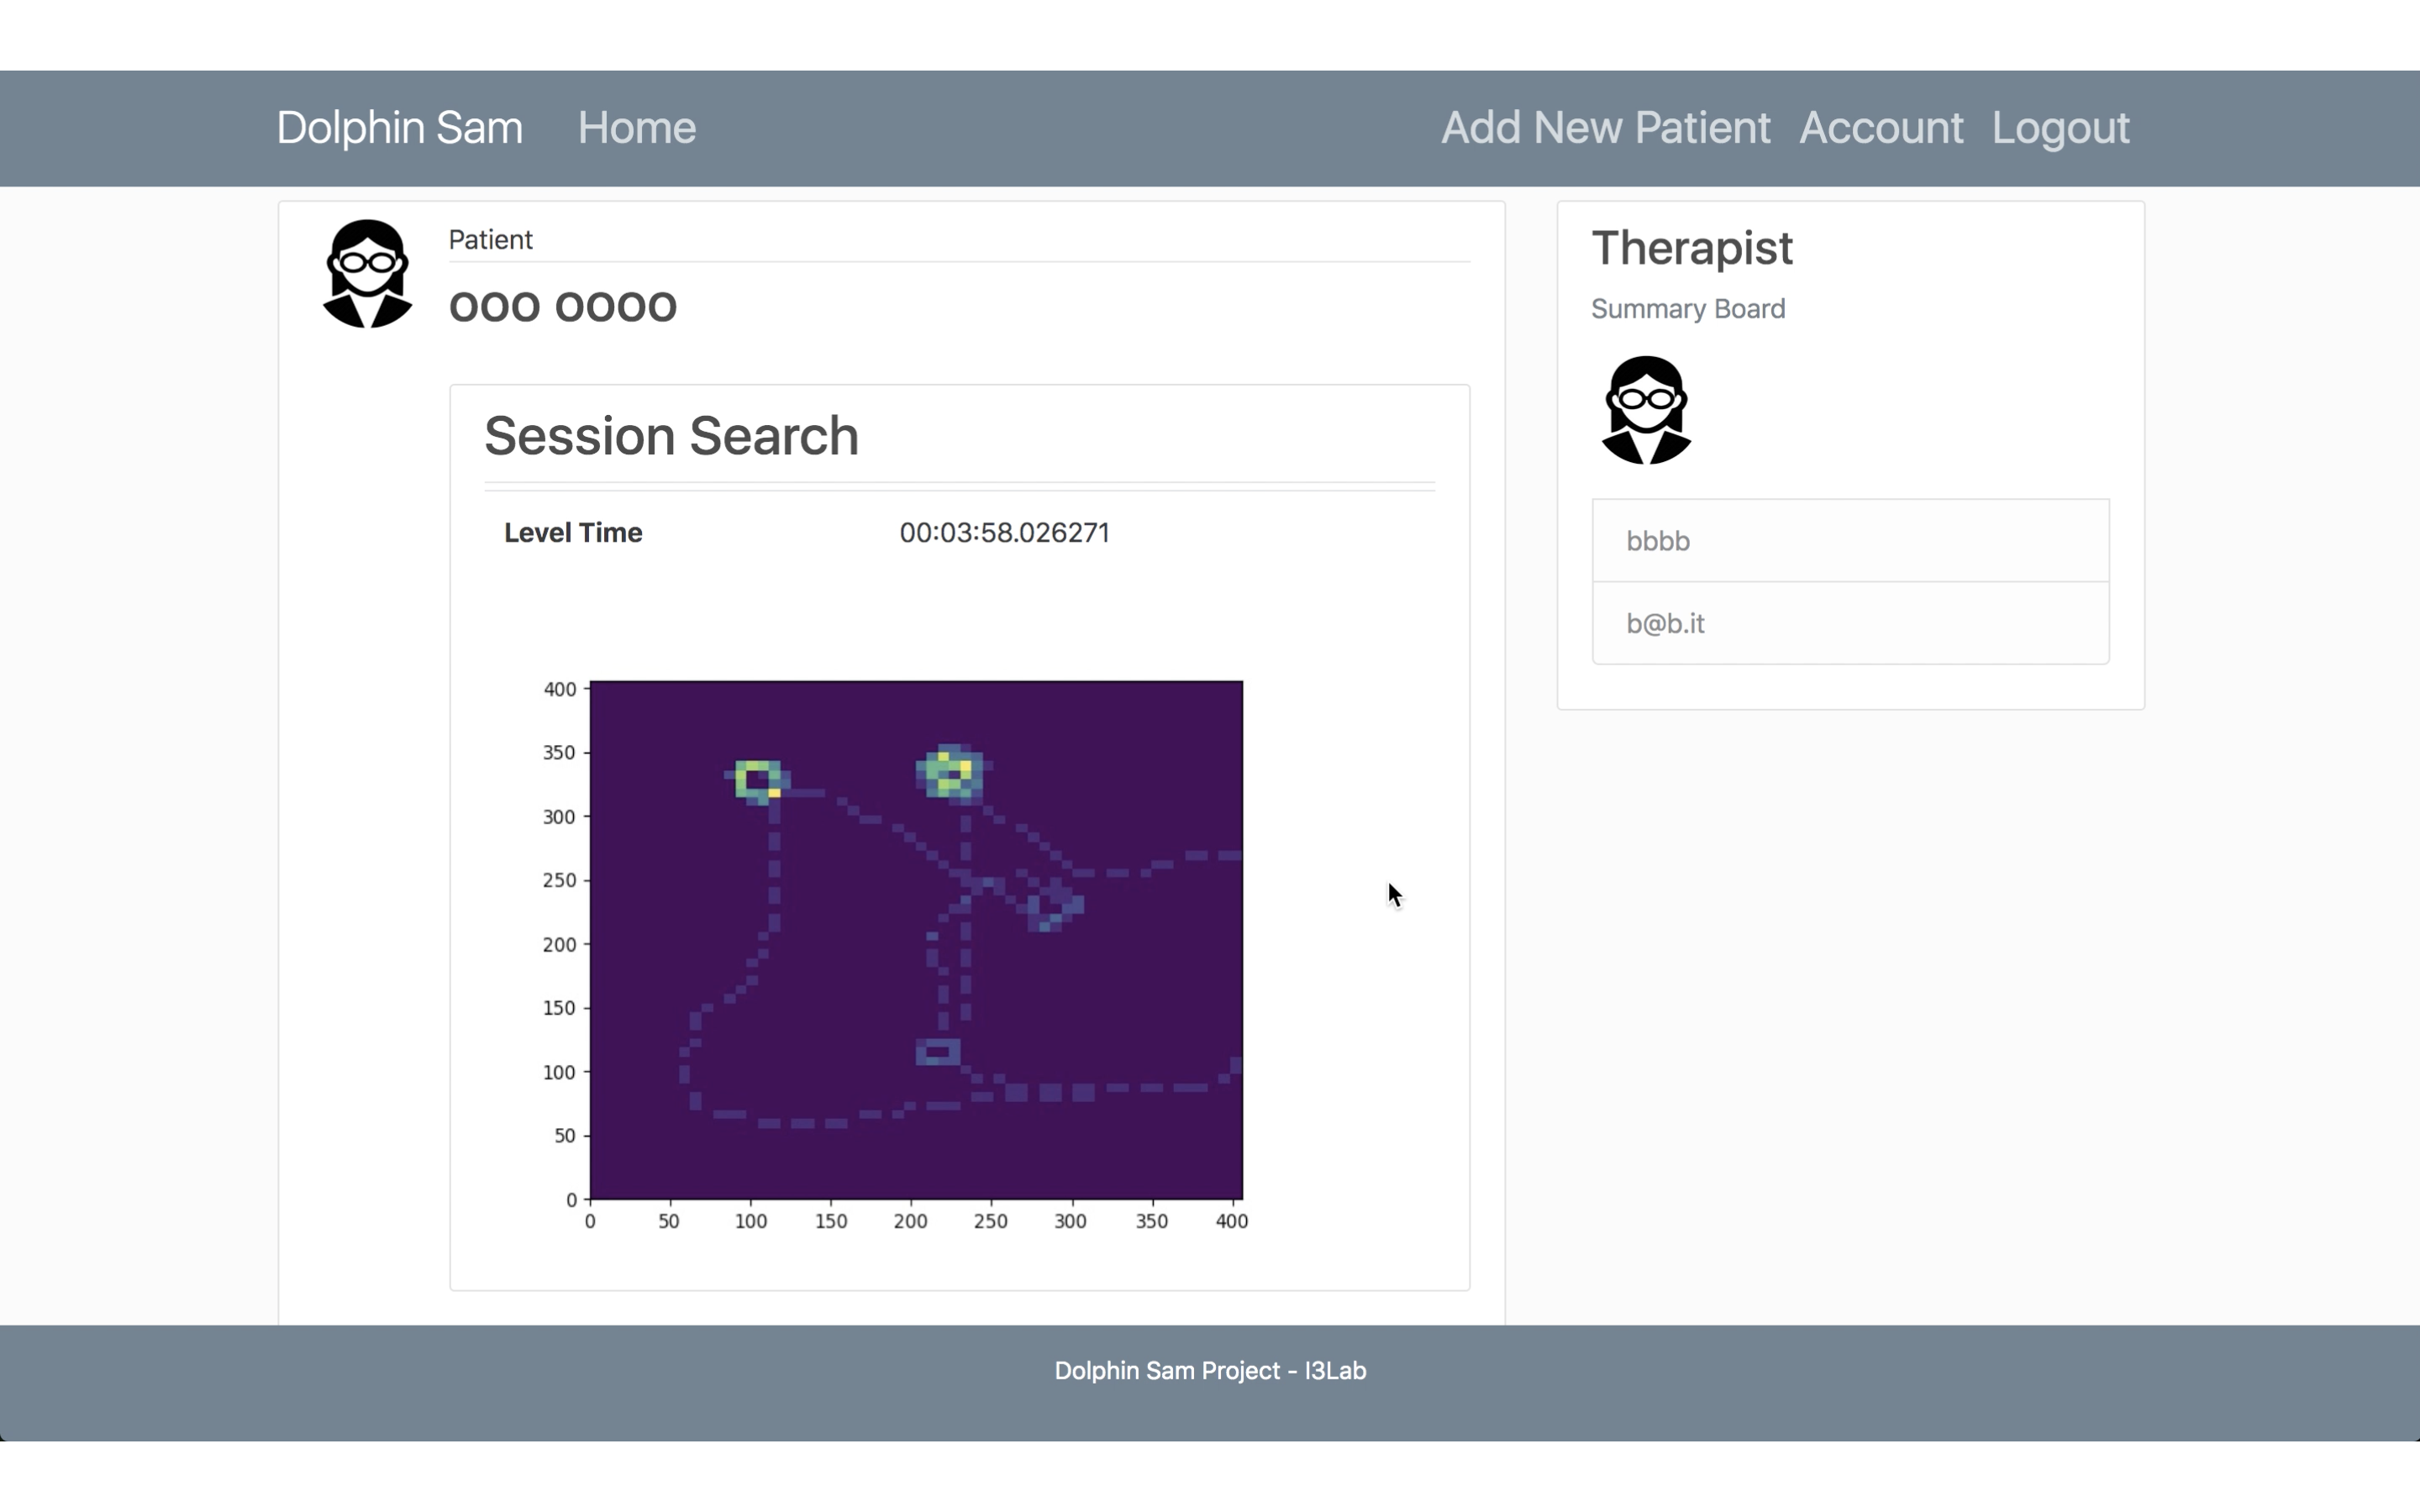 Dolphin Sam Home Add New Patient Account Logout
Patient
ooo oooo
Session Search
Level Time 00:03:58.026271
400
350
300
250
200
150
100
50
0
0 50 100 150 200 250 300 350 400
Therapist
Summary Board
bbbb
b@b.it
Dolphin Sam Project - I3Lab